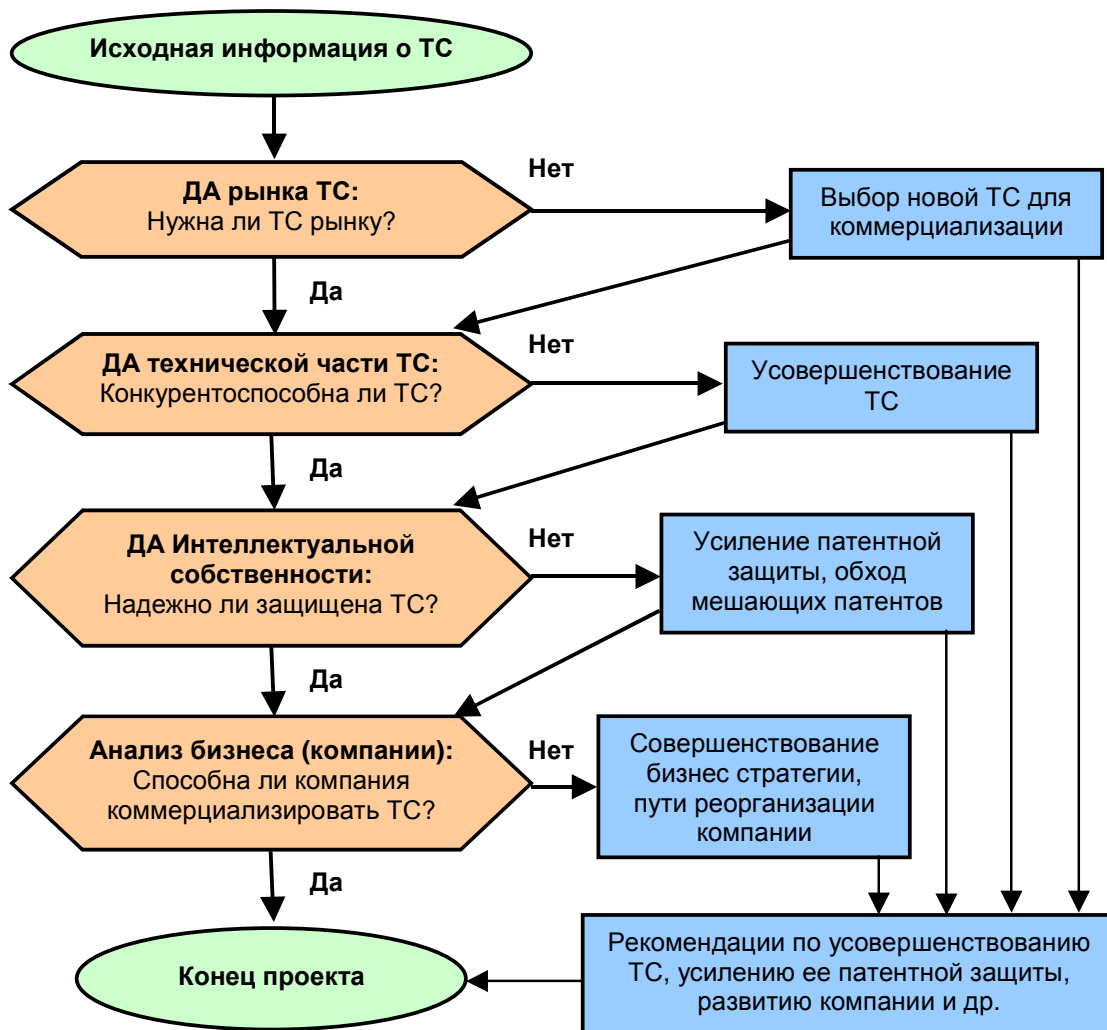 Исходная информация о ТС
Нет
ДА рынка ТС:
Нужна ли ТС рынку?
Выбор новой ТС для
коммерциализации
Да
Нет
ДА технической части ТС:
Конкурентоспособна ли ТС?
Усовершенствование
ТС
Да
Нет
ДА Интеллектуальной
собственности:
Надежно ли защищена ТС?
Усиление патентной
защиты, обход
мешающих патентов
Да
Нет
Анализ бизнеса (компании):
Способна ли компания
коммерциализировать ТС?
Совершенствование
бизнес стратегии,
пути реорганизации
компании
Да
Рекомендации по усовершенствованию
ТС, усилению ее патентной защиты,
развитию компании и др.
Конец проекта